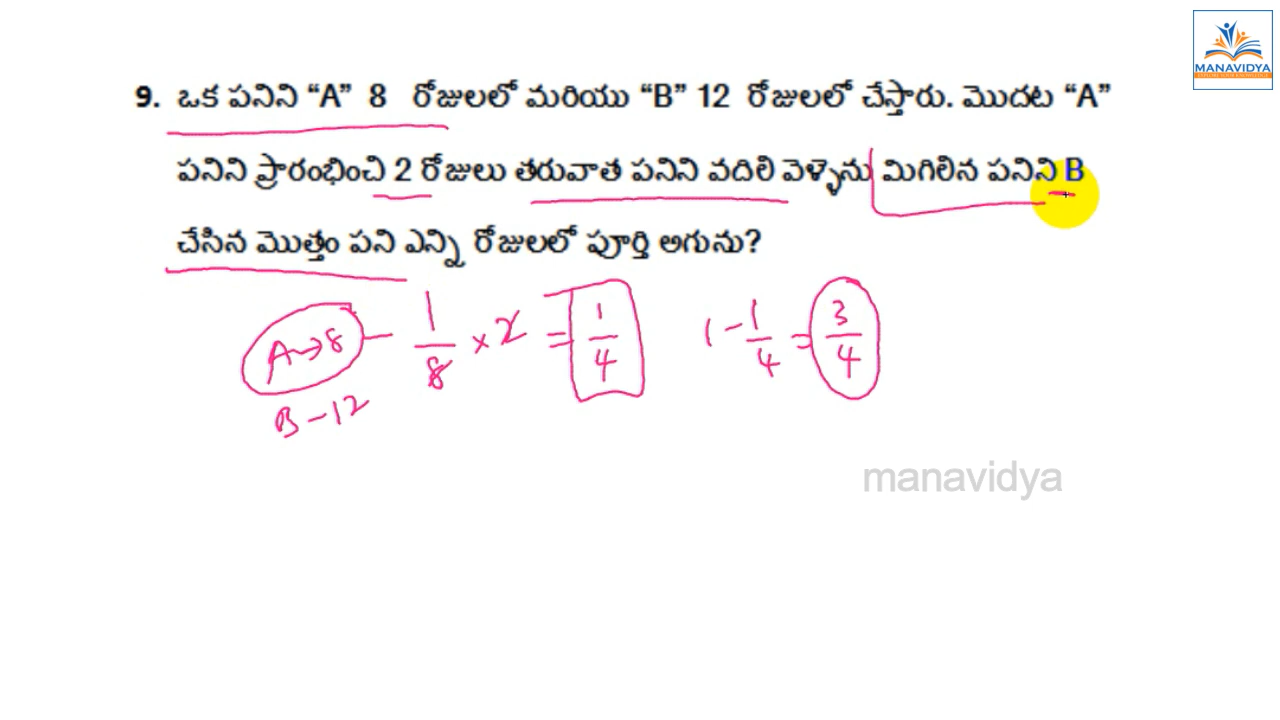 MANAVIDYA
9. ఒక పనిని “A” 8 రోజులలో మరియు “B” 12 రోజులలో చేస్తారు. మొదట “A”
పనిని ప్రారంభించి 2 రోజులు తరువాత పనిని వదిలి వెళ్ళెను మిగిలిన పనిని B
చేసిన మొత్తం పని ఎన్ని రోజులలో పూర్తి అగును?
A→8 - 1/8 × 2 = 1/4 1 - 1/4 = 3/4
B - 12
manavidya